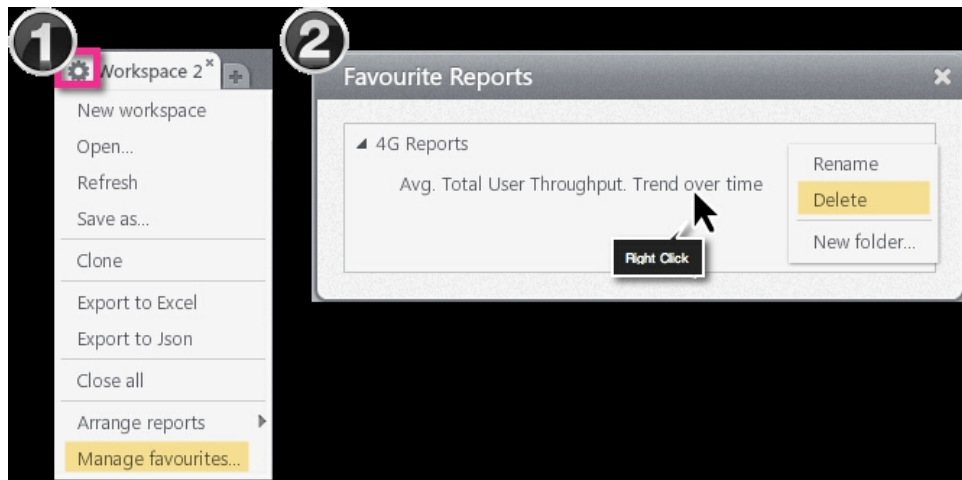 1
Workspace 2 × +
New workspace
Open...
Refresh
Save as...
Clone
Export to Excel
Export to Json
Close all
Arrange reports
Manage favourites...
2
Favourite Reports
4G Reports
Avg. Total User Throughput. Trend over time
Right Click
Rename
Delete
New folder...